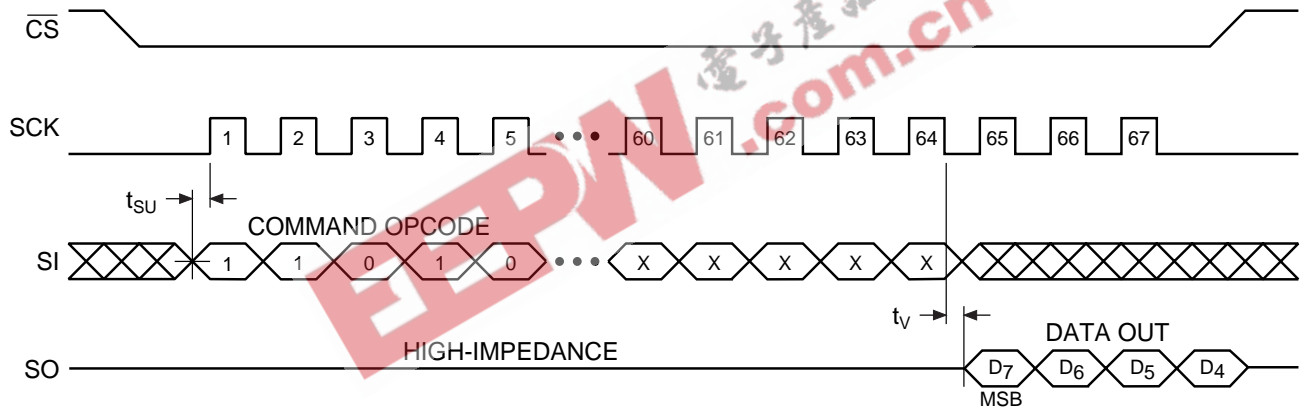 CS
SCK 1 2 3 4 5 ••• 60 61 62 63 64 65 66 67
tSU
COMMAND OPCODE
SI 1 1 0 1 0 ••• X X X X X
tV
DATA OUT
HIGH-IMPEDANCE
SO D7 D6 D5 D4
MSB
EEPW
.com.cn